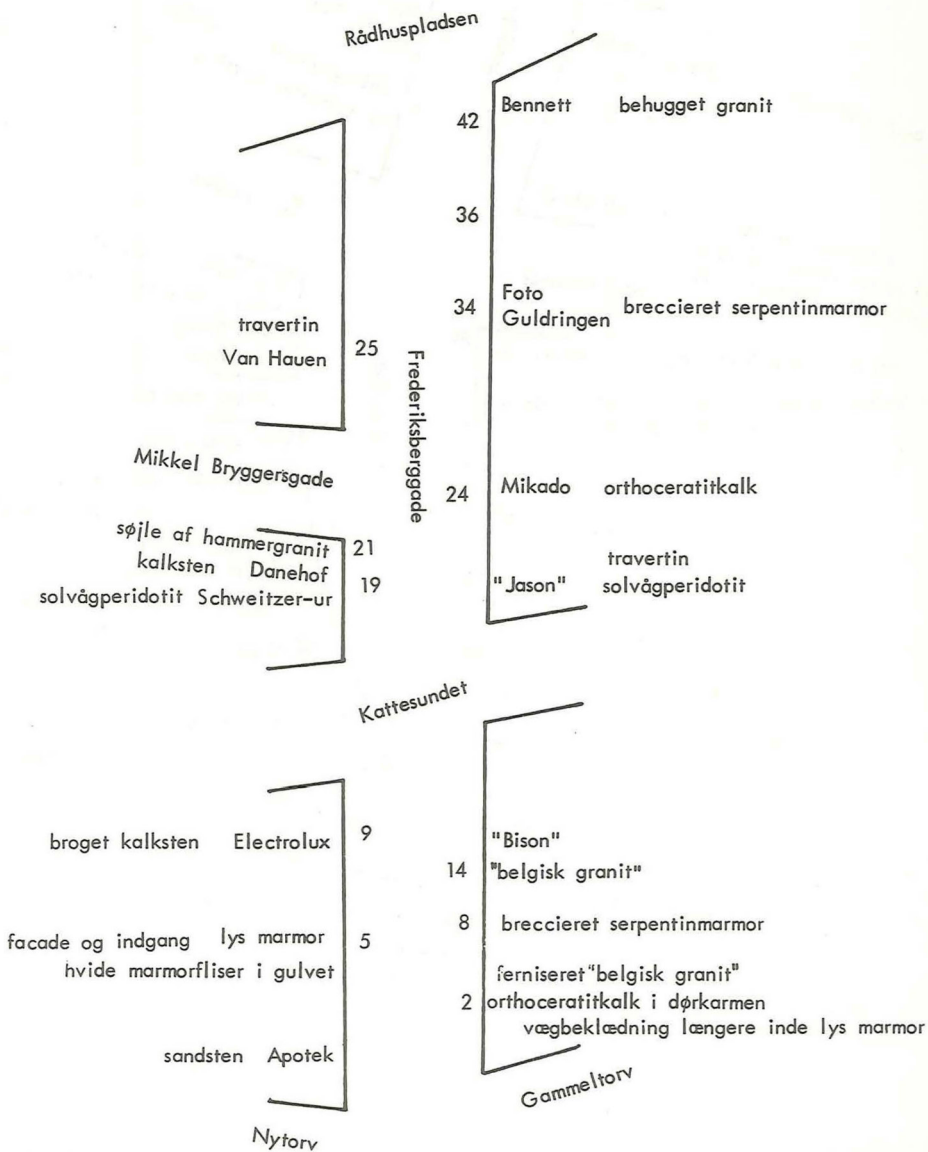 Rådhuspladsen
42 Bennett behugget granit
36
34 Foto
Guldringen breccieret serpentinmarmor
travertin
Van Hauen 25
Frederiksberggade
Mikkel Bryggersgade
24 Mikado orthoceratitkalk
søjle af hammergranit 21
kalksten Danehof
19
solvågperidotit Schweitzer-ur
travertin
"Jason" solvågperidotit
Kattesundet
broget kalksten Electrolux 9
"Bison"
14 "belgisk granit"
8 breccieret serpentinmarmor
facade og indgang lys marmor 5
hvide marmorfliser i gulvet
ferniseret "belgisk granit"
2 orthoceratitkalk i dørkarmen
vægbeklædning længere inde lys marmor
sandsten Apotek
Gammeltorv
Nytorv